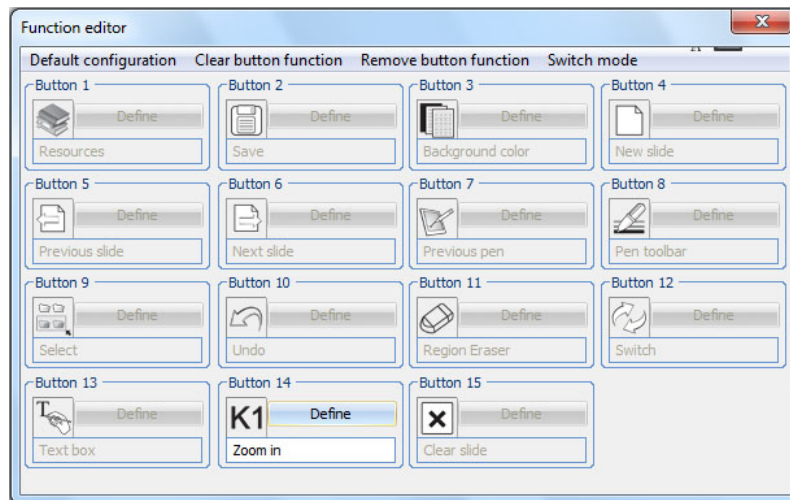 Function editor
Default configuration Clear button function Remove button function Switch mode
Button 1 Button 2 Button 3 Button 4
Define Define Define Define
Resources Save Background color New slide
Button 5 Button 6 Button 7 Button 8
Define Define Define Define
Previous slide Next slide Previous pen Pen toolbar
Button 9 Button 10 Button 11 Button 12
Define Define Define Define
Select Undo Region Eraser Switch
Button 13 Button 14 Button 15
T Define K1 Define Define
Text box Zoom in Clear slide